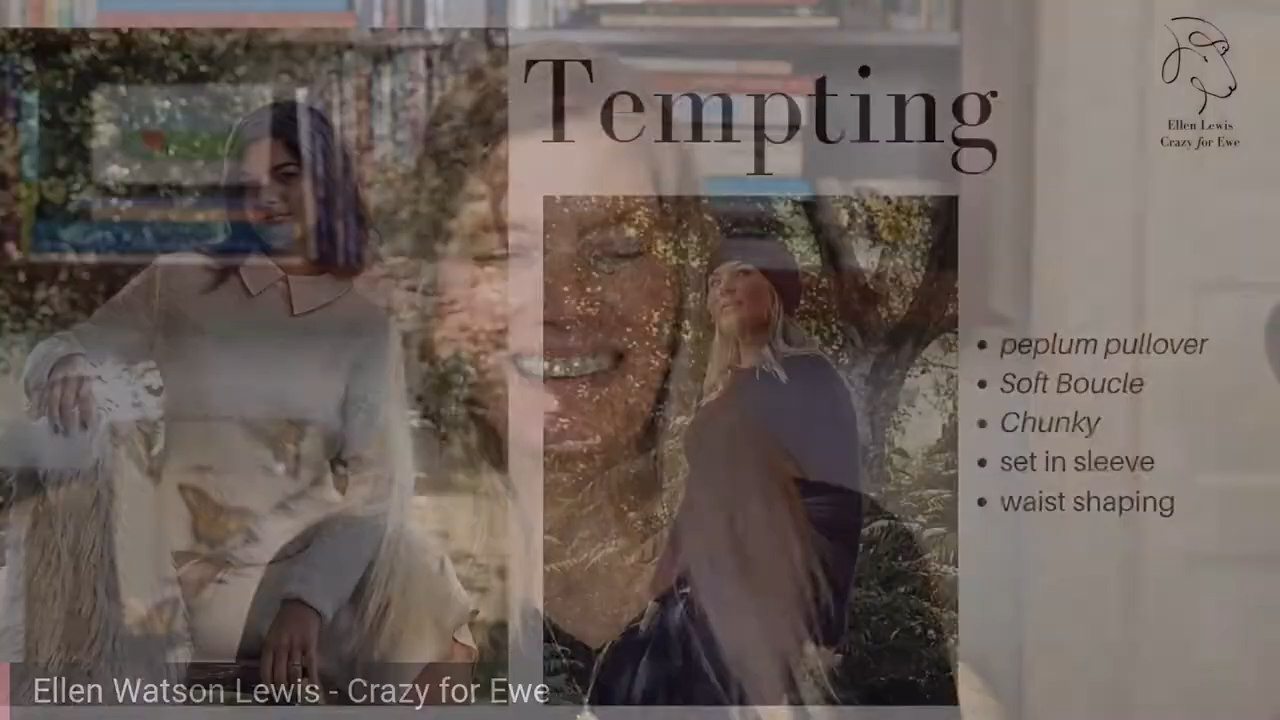 Tempting
Ellen Lewis
Crazy for Ewe
• peplum pullover
• Soft Boucle
• Chunky
• set in sleeve
• waist shaping
Ellen Watson Lewis - Crazy for Ewe